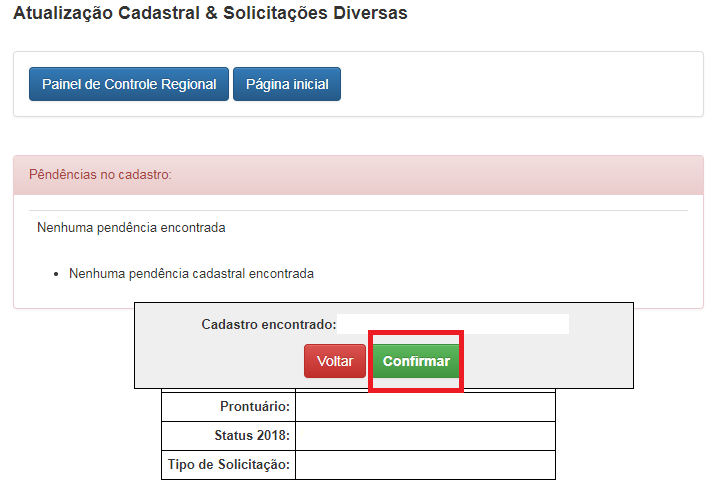 Atualização Cadastral & Solicitações Diversas
Painel de Controle Regional
Página inicial
Pêndências no cadastro:
Nenhuma pendência encontrada
Nenhuma pendência cadastral encontrada
Cadastro encontrado:
Voltar
Confirmar
Prontuário:
Status 2018:
Tipo de Solicitação: